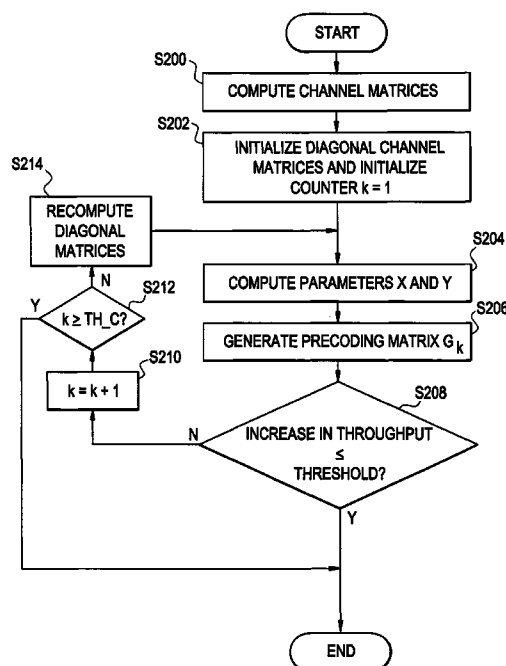 START
S200
COMPUTE CHANNEL MATRICES
S202
INITIALIZE DIAGONAL CHANNEL
MATRICES AND INITIALIZE
COUNTER k = 1
S214
RECOMPUTE
DIAGONAL
MATRICES
S204
COMPUTE PARAMETERS X AND Y
Y
N
S212
k ≥ TH_C?
S206
GENERATE PRECODING MATRIX Gk
S210
k = k + 1
S208
N
INCREASE IN THROUGHPUT
≤
THRESHOLD?
Y
END